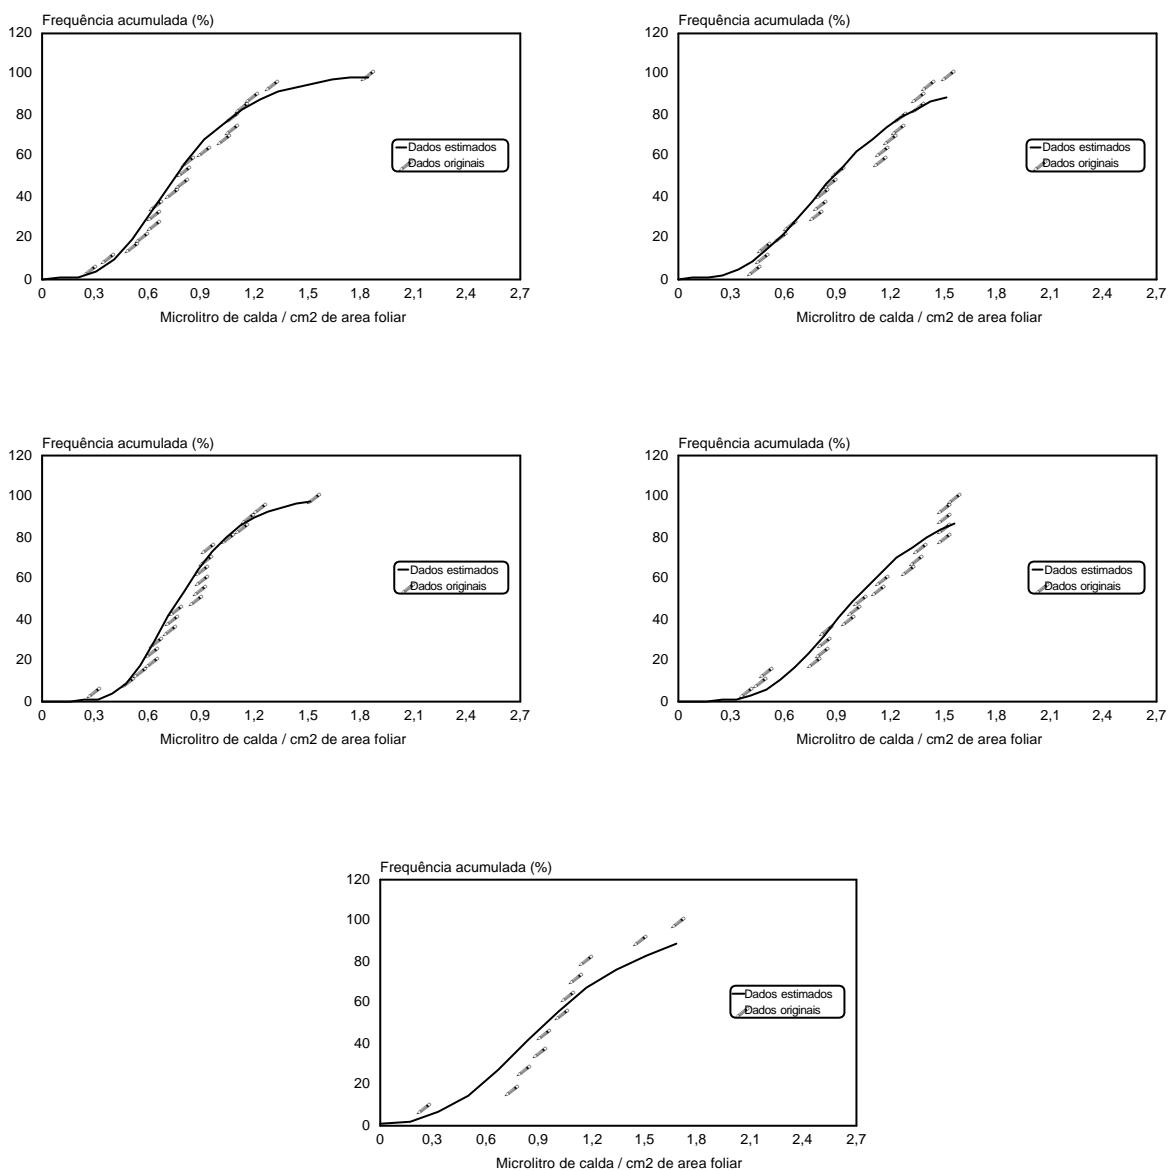 Frequência acumulada (%)
120
100
80
60
40
20
0
0 0,3 0,6 0,9 1,2 1,5 1,8 2,1 2,4 2,7
Microlitro de calda / cm2 de area foliar
Dados estimados
Dados originais
Frequência acumulada (%)
120
100
80
60
40
20
0
0 0,3 0,6 0,9 1,2 1,5 1,8 2,1 2,4 2,7
Microlitro de calda / cm2 de area foliar
Dados estimados
Dados originais
Frequência acumulada (%)
120
100
80
60
40
20
0
0 0,3 0,6 0,9 1,2 1,5 1,8 2,1 2,4 2,7
Microlitro de calda / cm2 de area foliar
Dados estimados
Dados originais
Frequência acumulada (%)
120
100
80
60
40
20
0
0 0,3 0,6 0,9 1,2 1,5 1,8 2,1 2,4 2,7
Microlitro de calda / cm2 de area foliar
Dados estimados
Dados originais
Frequência acumulada (%)
120
100
80
60
40
20
0
0 0,3 0,6 0,9 1,2 1,5 1,8 2,1 2,4 2,7
Microlitro de calda / cm2 de area foliar
Dados estimados
Dados originais